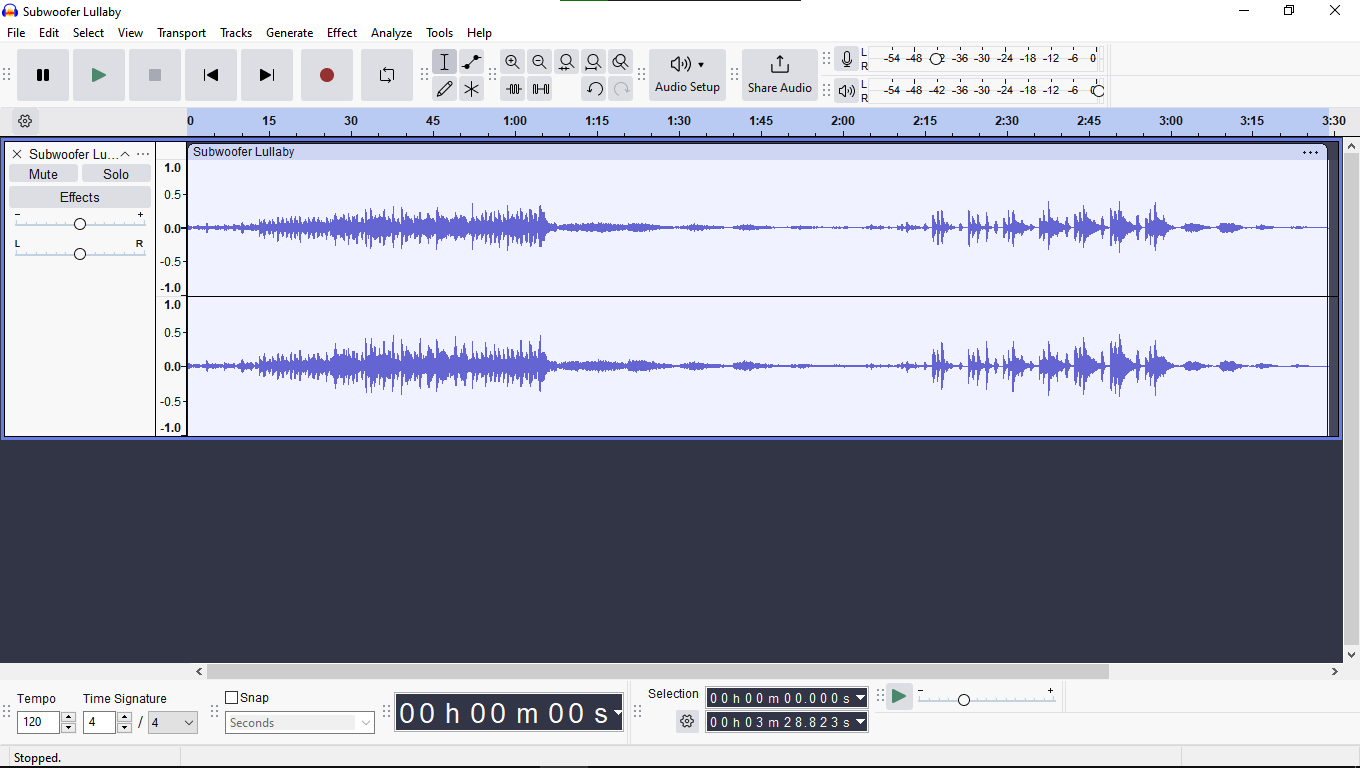 Subwoofer Lullaby
File Edit Select View Transport Tracks Generate Effect Analyze Tools Help
Audio Setup
Share Audio
L R -54 -48 -42 -36 -30 -24 -18 -12 -6 0
L R -54 -48 -42 -36 -30 -24 -18 -12 -6 0
0 15 30 45 1:00 1:15 1:30 1:45 2:00 2:15 2:30 2:45 3:00 3:15 3:30
Subwoofer Lu...
Mute Solo
Effects
- +
L R
Subwoofer Lullaby
1.0
0.5
0.0
-0.5
-1.0
1.0
0.5
0.0
-0.5
-1.0
Tempo
120
Time Signature
4 / 4
Snap
Seconds
00 h 00 m 00 s
Selection
00 h 00 m 00.000 s
00 h 03 m 28.823 s
- +
Stopped.